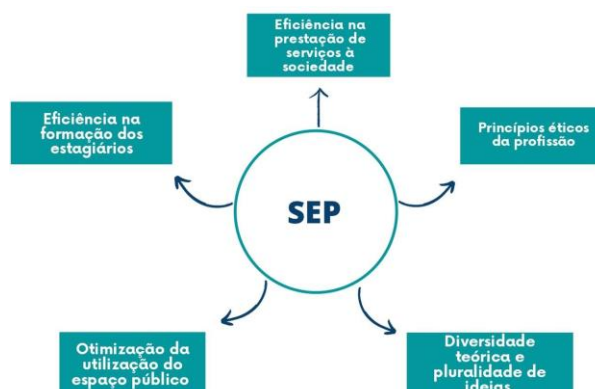 Eficiência na
prestação de
serviços à
sociedade
Eficiência na
formação dos
estagiários
Princípios éticos
da profissão
SEP
Otimização da
utilização do
espaço público
Diversidade
teórica e
pluralidade de
ideias